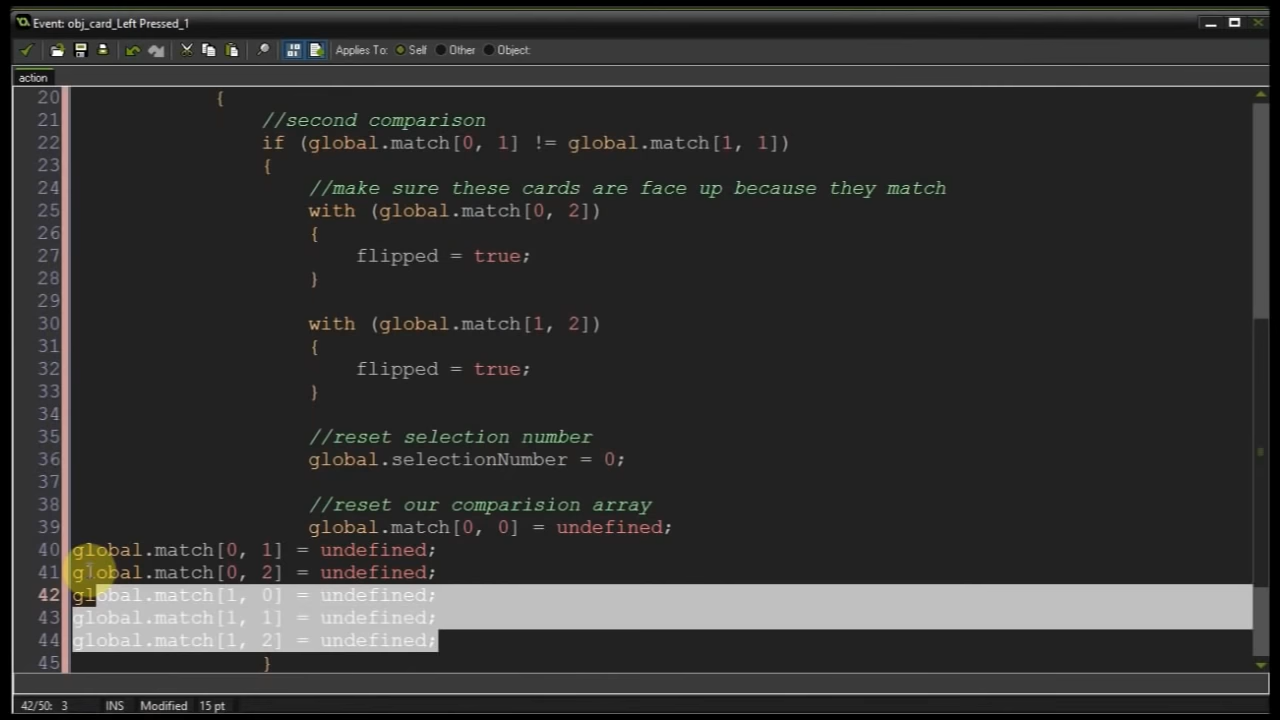 Event: obj_card_Left Pressed_1
Applies To: Self Other Object:
action
20 {
21 //second comparison
22 if (global.match[0, 1] != global.match[1, 1])
23 {
24 //make sure these cards are face up because they match
25 with (global.match[0, 2])
26 {
27 flipped = true;
28 }
29
30 with (global.match[1, 2])
31 {
32 flipped = true;
33 }
34
35 //reset selection number
36 global.selectionNumber = 0;
37
38 //reset our comparision array
39 global.match[0, 0] = undefined;
40 global.match[0, 1] = undefined;
41 global.match[0, 2] = undefined;
42 global.match[1, 0] = undefined;
43 global.match[1, 1] = undefined;
44 global.match[1, 2] = undefined;
45 }
42/50: 3 INS Modified 15 pt